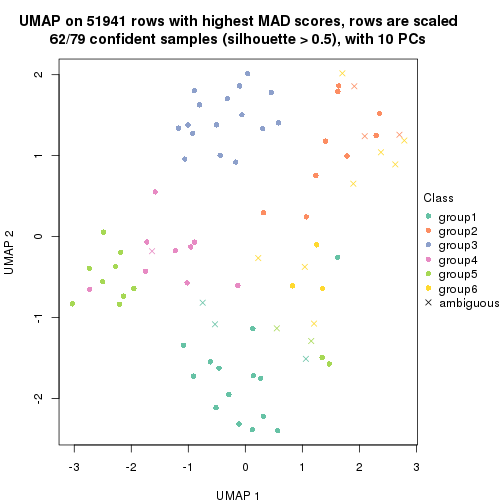 UMAP on 51941 rows with highest MAD scores, rows are scaled
62/79 confident samples (silhouette > 0.5), with 10 PCs
2
1
0
-1
-2
UMAP 2
-3
-2
-1
0
1
2
3
UMAP 1
Class
group1
group2
group3
group4
group5
group6
ambiguous